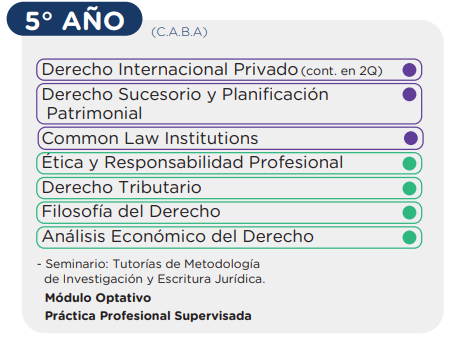 5° AÑO
(C.A.B.A)
Derecho Internacional Privado (cont. en 2Q)
Derecho Sucesorio y Planificación
Patrimonial
Common Law Institutions
Ética y Responsabilidad Profesional
Derecho Tributario
Filosofía del Derecho
Análisis Económico del Derecho
- Seminario: Tutorías de Metodología
de Investigación y Escritura Jurídica.
Módulo Optativo
Práctica Profesional Supervisada